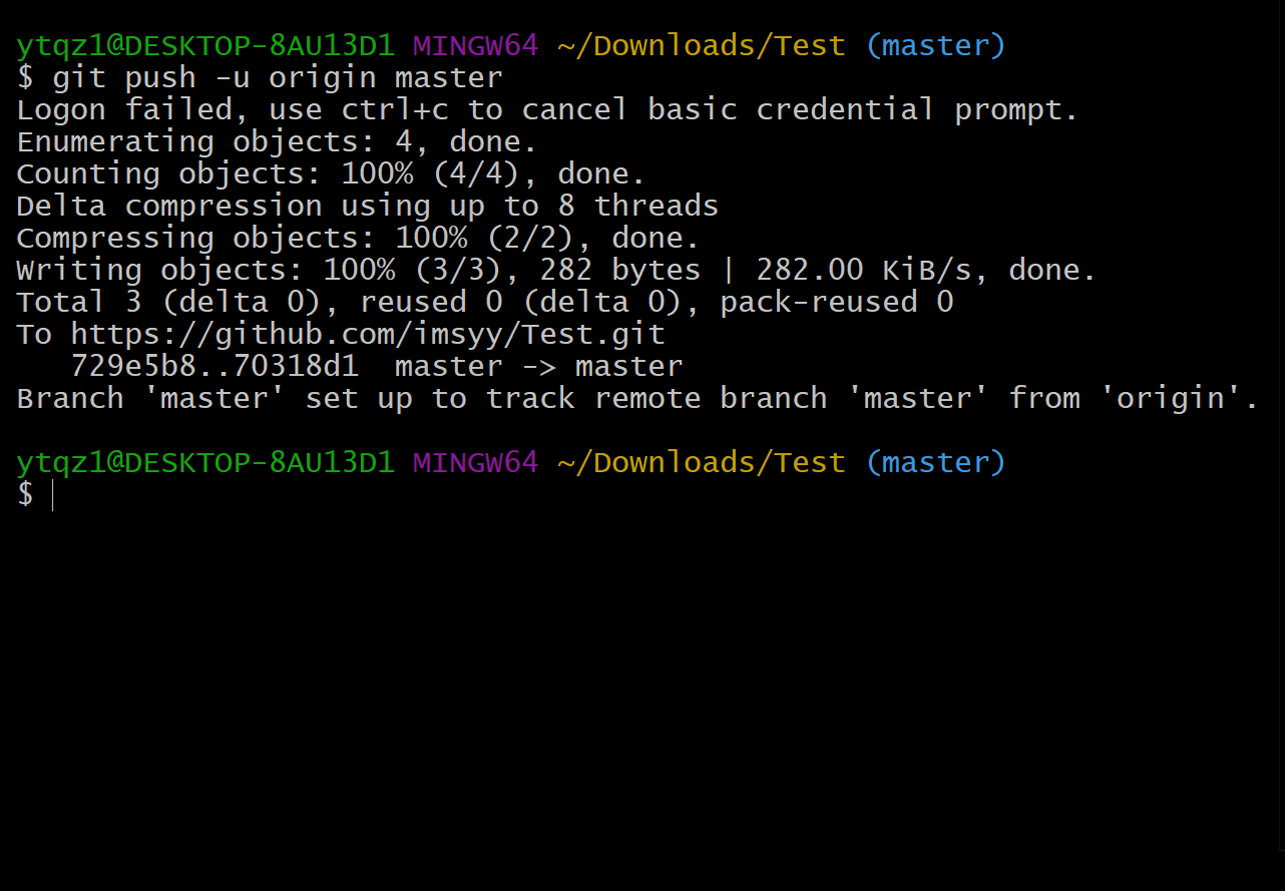 ytqz1@DESKTOP-8AU13D1 MINGW64 ~/Downloads/Test (master)
$ git push -u origin master
Logon failed, use ctrl+c to cancel basic credential prompt.
Enumerating objects: 4, done.
Counting objects: 100% (4/4), done.
Delta compression using up to 8 threads
Compressing objects: 100% (2/2), done.
Writing objects: 100% (3/3), 282 bytes | 282.00 KiB/s, done.
Total 3 (delta 0), reused 0 (delta 0), pack-reused 0
To https://github.com/imsyy/Test.git
   729e5b8..70318d1  master -> master
Branch 'master' set up to track remote branch 'master' from 'origin'.
ytqz1@DESKTOP-8AU13D1 MINGW64 ~/Downloads/Test (master)
$